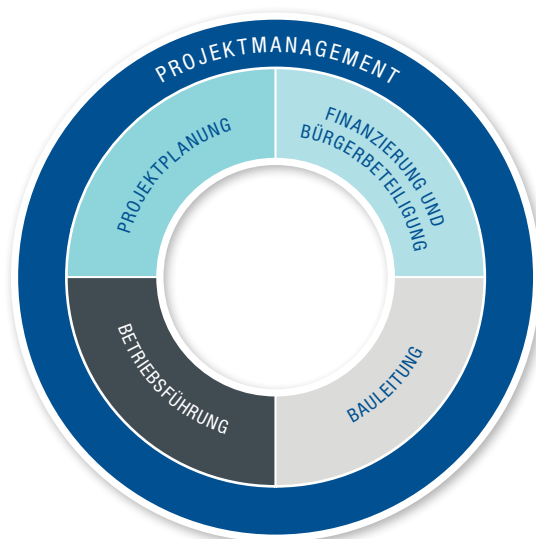 PROJEKTMANAGEMENT
PROJEKTPLANUNG
FINANZIERUNG UND
BÜRGERBETEILIGUNG
BETRIEBSFÜHRUNG
BAULEITUNG